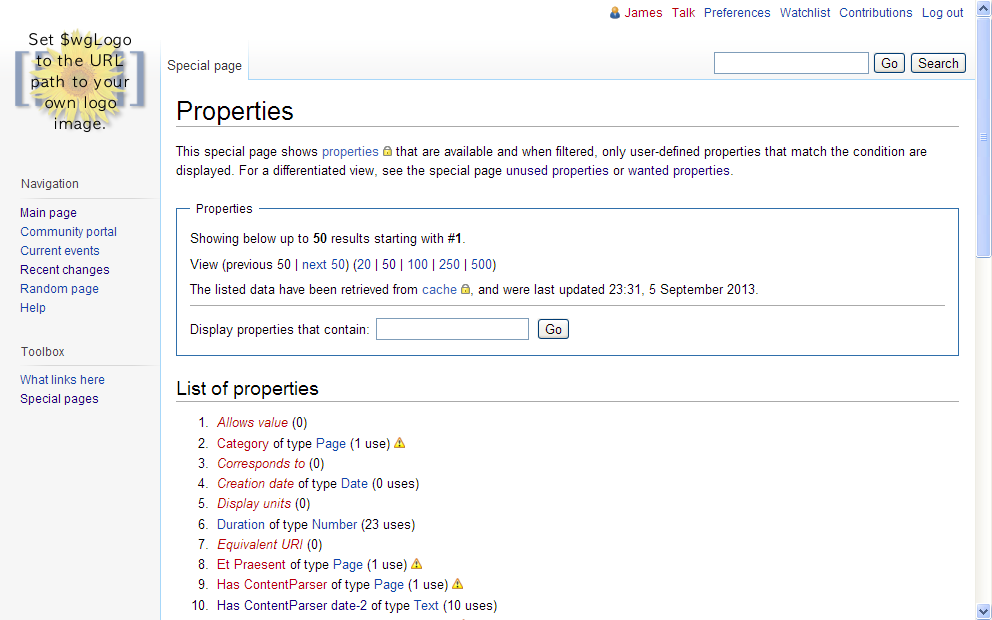 James Talk Preferences Watchlist Contributions Log out
Set $wgLogo
to the URL
path to your
own logo
image.
Special page
Go Search
Properties
This special page shows properties that are available and when filtered, only user-defined properties that match the condition are
displayed. For a differentiated view, see the special page unused properties or wanted properties.
Navigation
Main page
Community portal
Current events
Recent changes
Random page
Help
Toolbox
What links here
Special pages
Properties
Showing below up to 50 results starting with #1.
View (previous 50 | next 50) (20 | 50 | 100 | 250 | 500)
The listed data have been retrieved from cache , and were last updated 23:31, 5 September 2013.
Display properties that contain: Go
List of properties
1. Allows value (0)
2. Category of type Page (1 use)
3. Corresponds to (0)
4. Creation date of type Date (0 uses)
5. Display units (0)
6. Duration of type Number (23 uses)
7. Equivalent URI (0)
8. Et Praesent of type Page (1 use)
9. Has ContentParser of type Page (1 use)
10. Has ContentParser date-2 of type Text (10 uses)